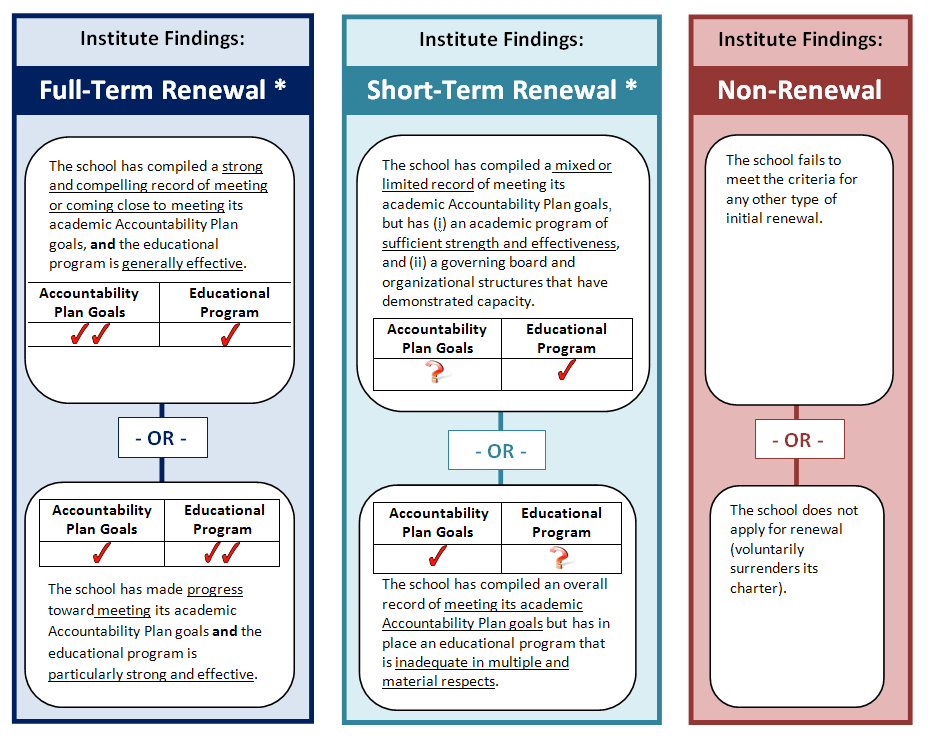 Institute Findings:
Full-Term Renewal *
The school has compiled a strong
and compelling record of meeting
or coming close to meeting its
academic Accountability Plan
goals, and the educational
program is generally effective.
Accountability Plan Goals
Educational Program
✓✓
✓
- OR -
Accountability Plan Goals
Educational Program
✓
✓✓
The school has made progress
toward meeting its academic
Accountability Plan goals and the
educational program is
particularly strong and effective.
Institute Findings:
Short-Term Renewal *
The school has compiled a mixed or
limited record of meeting its
academic Accountability Plan goals,
but has (i) an academic program of
sufficient strength and effectiveness,
and (ii) a governing board and
organizational structures that have
demonstrated capacity.
Accountability Plan Goals
Educational Program
?
✓
- OR -
Accountability Plan Goals
Educational Program
✓
?
The school has compiled an overall
record of meeting its academic
Accountability Plan goals but has in
place an educational program that
is inadequate in multiple and
material respects.
Institute Findings:
Non-Renewal
The school fails to
meet the criteria for
any other type of
initial renewal.
- OR -
The school does not
apply for renewal
(voluntarily
surrenders its
charter).